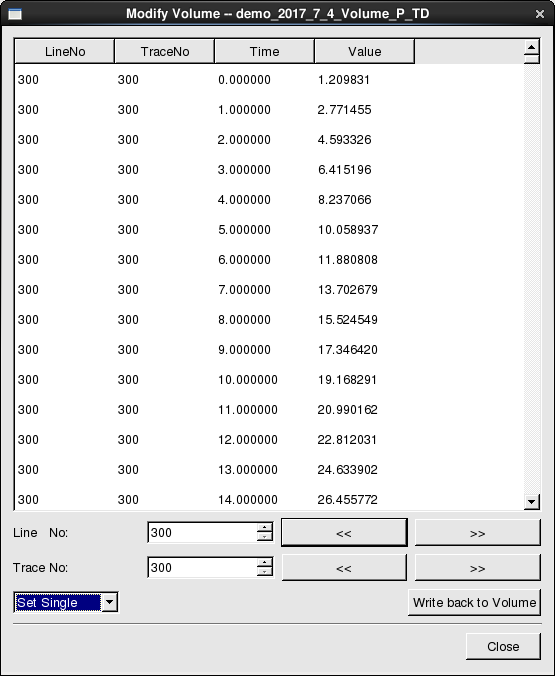 Modify Volume -- demo_2017_7_4_Volume_P_TD
LineNo TraceNo Time Value
300 300 0.000000 1.209831
300 300 1.000000 2.771455
300 300 2.000000 4.593326
300 300 3.000000 6.415196
300 300 4.000000 8.237066
300 300 5.000000 10.058937
300 300 6.000000 11.880808
300 300 7.000000 13.702679
300 300 8.000000 15.524549
300 300 9.000000 17.346420
300 300 10.000000 19.168291
300 300 11.000000 20.990162
300 300 12.000000 22.812031
300 300 13.000000 24.633902
300 300 14.000000 26.455772
Line No: 300 << >>
Trace No: 300 << >>
Set Single Write back to Volume
Close